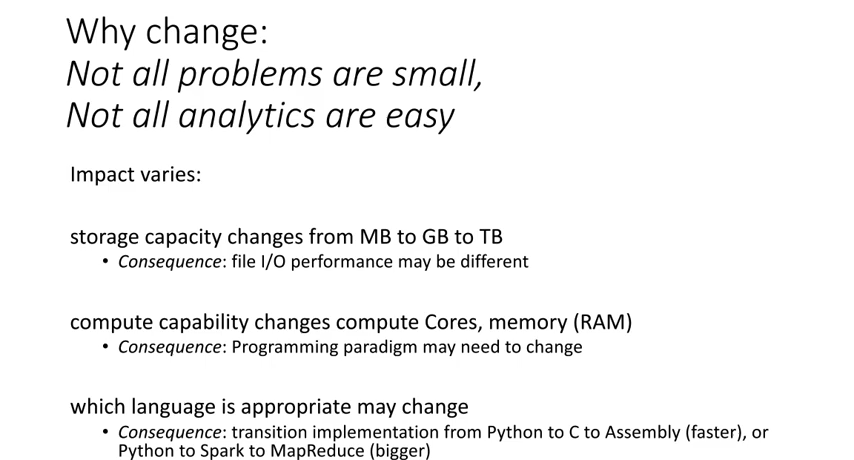 Why change:
Not all problems are small,
Not all analytics are easy
Impact varies:
storage capacity changes from MB to GB to TB
• Consequence: file I/O performance may be different
compute capability changes compute Cores, memory (RAM)
• Consequence: Programming paradigm may need to change
which language is appropriate may change
• Consequence: transition implementation from Python to C to Assembly (faster), or
Python to Spark to MapReduce (bigger)